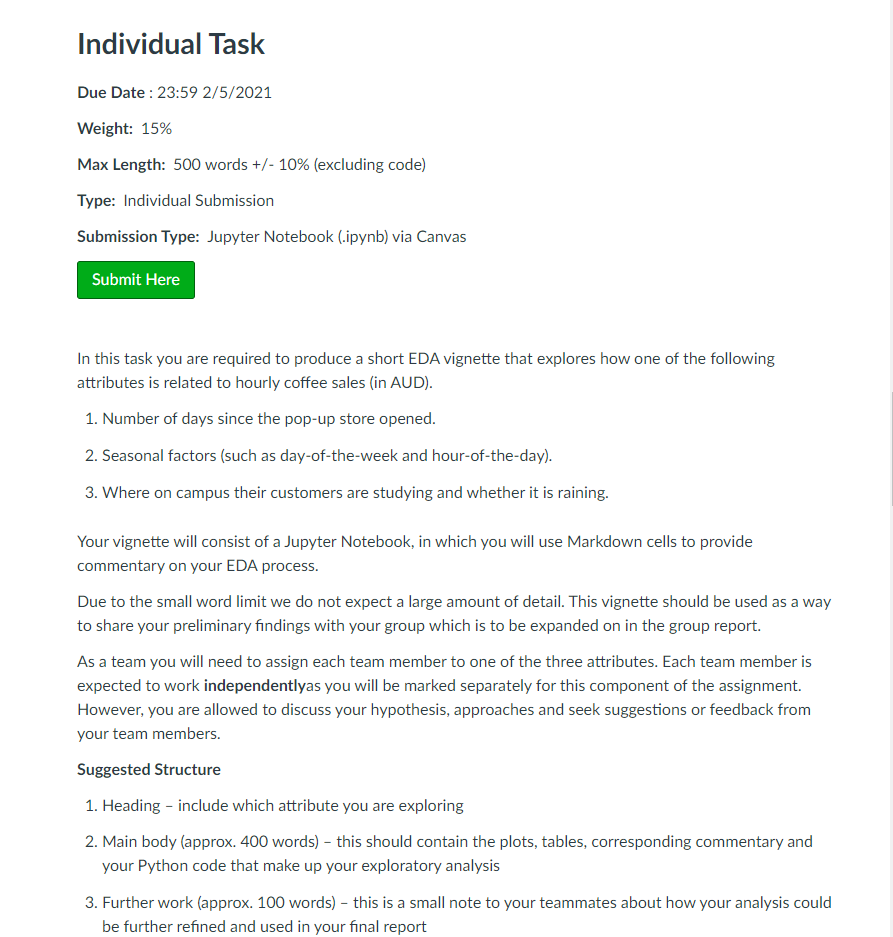 Individual Task
Due Date : 23:59 2/5/2021
Weight: 15%
Max Length: 500 words +/- 10% (excluding code)
Type: Individual Submission
Submission Type: Jupyter Notebook (.ipynb) via Canvas
Submit Here
In this task you are required to produce a short EDA vignette that explores how one of the following
attributes is related to hourly coffee sales (in AUD).
1. Number of days since the pop-up store opened.
2. Seasonal factors (such as day-of-the-week and hour-of-the-day).
3. Where on campus their customers are studying and whether it is raining.
Your vignette will consist of a Jupyter Notebook, in which you will use Markdown cells to provide
commentary on your EDA process.
Due to the small word limit we do not expect a large amount of detail. This vignette should be used as a way
to share your preliminary findings with your group which is to be expanded on in the group report.
As a team you will need to assign each team member to one of the three attributes. Each team member is
expected to work independentlyas you will be marked separately for this component of the assignment.
However, you are allowed to discuss your hypothesis, approaches and seek suggestions or feedback from
your team members.
Suggested Structure
1. Heading – include which attribute you are exploring
2. Main body (approx. 400 words) – this should contain the plots, tables, corresponding commentary and
your Python code that make up your exploratory analysis
3. Further work (approx. 100 words) – this is a small note to your teammates about how your analysis could
be further refined and used in your final report